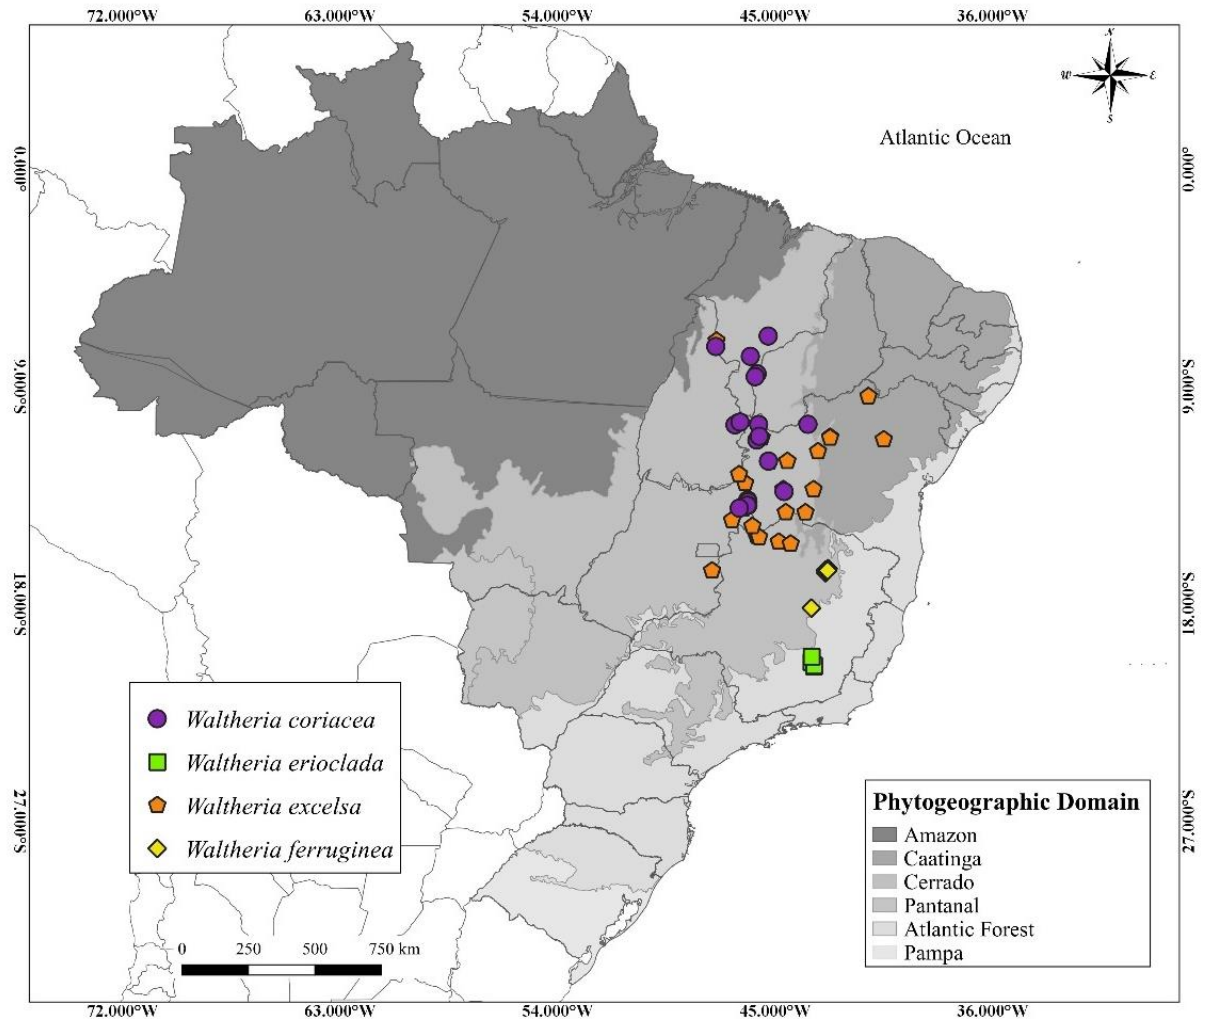 72.000°W 63.000°W 54.000°W 45.000°W 36.000°W
N
W E
S
Atlantic Ocean
0.000° 0.000°
9.000°S 9.000°S
18.000°S 18.000°S
27.000°S 27.000°S
Waltheria coriacea
Waltheria erioclada
Waltheria excelsa
Waltheria ferruginea
Phytogeographic Domain
Amazon
Caatinga
Cerrado
Pantanal
Atlantic Forest
Pampa
0 250 500 750 km
72.000°W 63.000°W 54.000°W 45.000°W 36.000°W